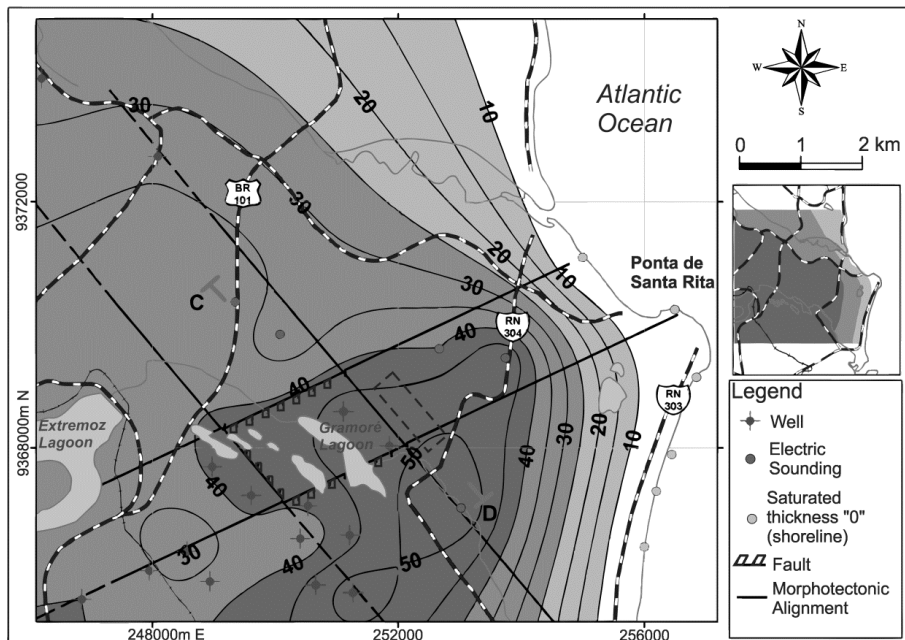 30
20
10
Atlantic
Ocean
N
W
E
S
0
1
2 km
9372000
BR
101
30
20
10
30
Ponta de
Santa Rita
C
40
RN
304
40
RN
303
Extremoz
Lagoon
Gramoré
Lagoon
9368000m N
50
40
30
20
10
40
D
30
40
50
248000m E
252000
256000
Legend
Well
Electric
Sounding
Saturated
thickness "0"
(shoreline)
Fault
Morphotectonic
Alignment